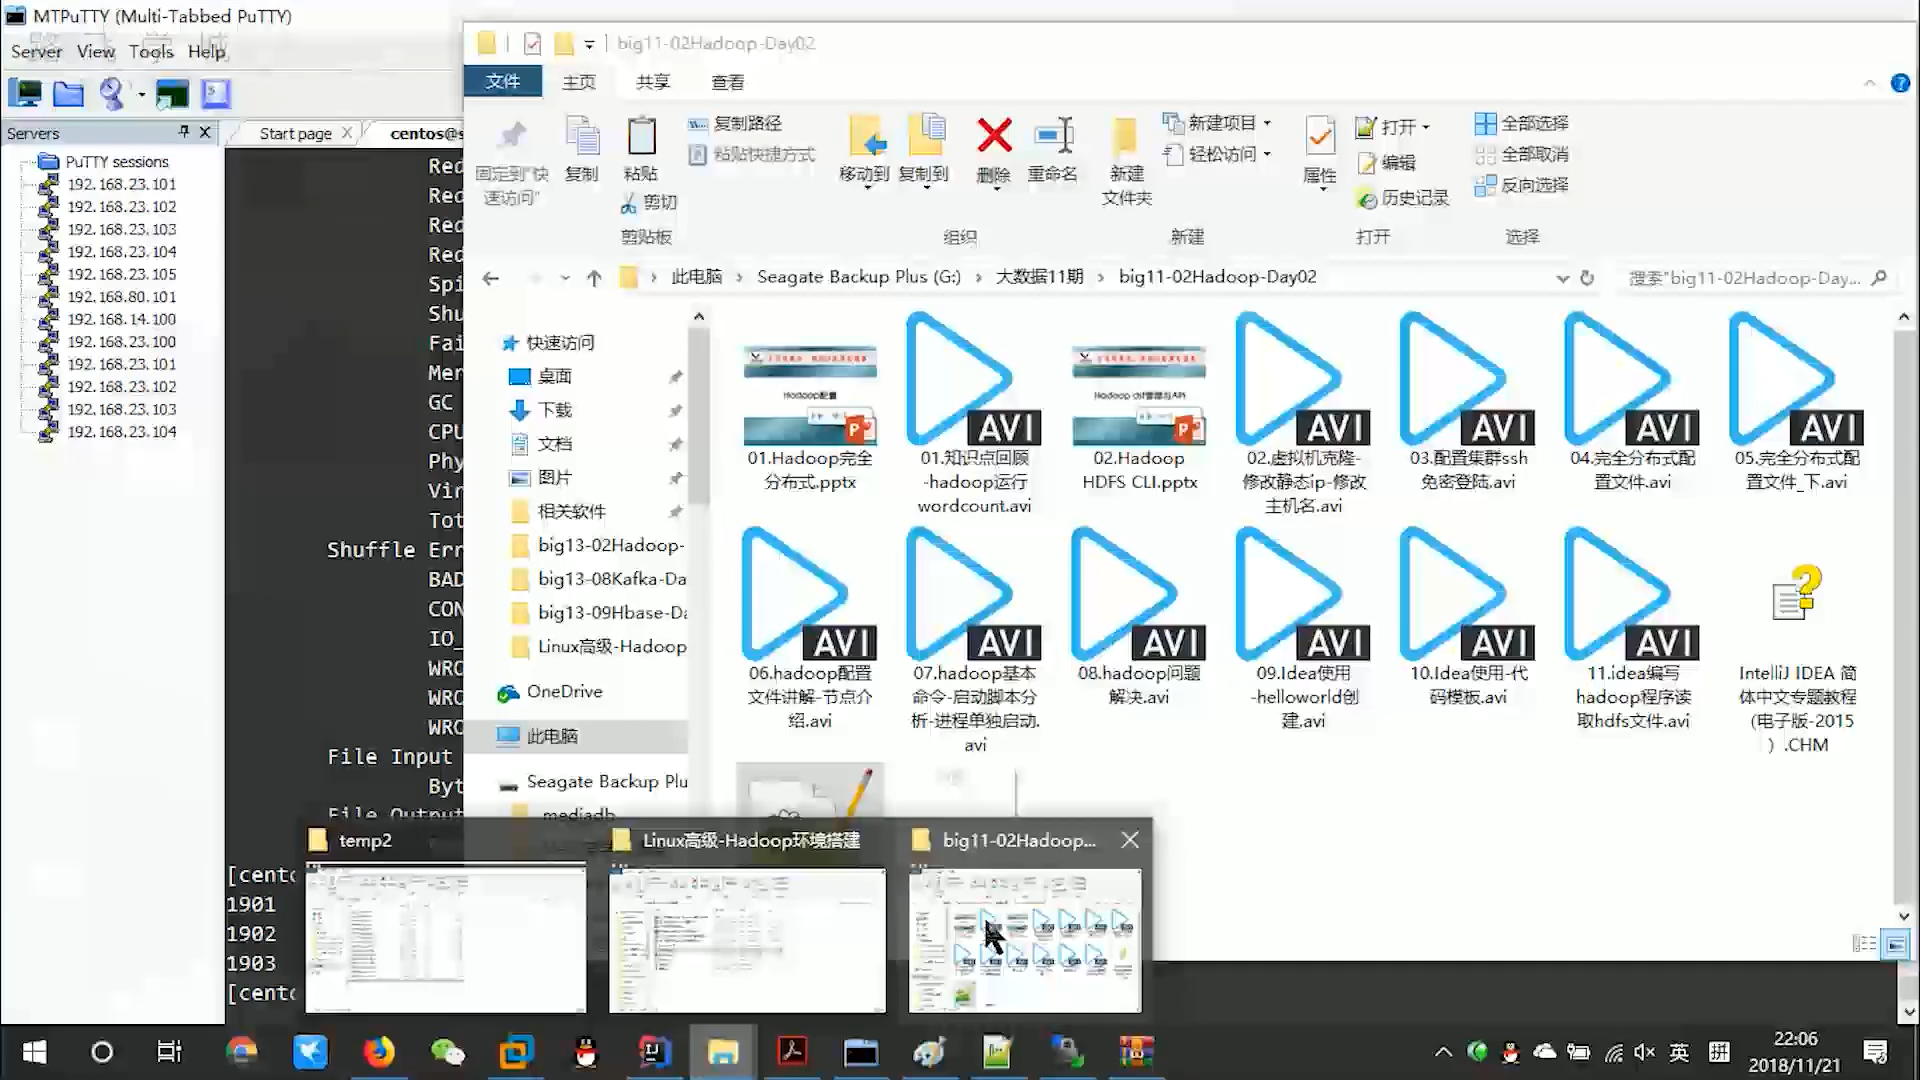 MTPuTTY (Multi-Tabbed PuTTY)
Server View Tools Help
Servers
PuTTY sessions
192.168.23.101
192.168.23.102
192.168.23.103
192.168.23.104
192.168.23.105
192.168.80.101
192.168.14.100
192.168.23.100
192.168.23.101
192.168.23.102
192.168.23.103
192.168.23.104
Start page
centos@s
Red
Red
Red
Red
Spi
Shu
Fai
Mer
GC
CPU
Phy
Vir
Tot
Shuffle Err
BAD
CON
IO_
WRO
WRO
WRO
File Input
Byt
File Output
[cento
1901
1902
1903
[cento
big11-02Hadoop-Day02
文件 主页 共享 查看
固定到"快
速访问"
复制
粘贴
复制路径
粘贴快捷方式
剪切
剪贴板
移动到
复制到
删除
重命名
组织
新建
文件夹
新建项目
轻松访问
新建
属性
打开
编辑
历史记录
打开
全部选择
全部取消
反向选择
选择
此电脑 › Seagate Backup Plus (G:) › 大数据11期 › big11-02Hadoop-Day02
搜索"big11-02Hadoop-Day...
快速访问
桌面
下载
文档
图片
相关软件
big13-02Hadoop-
big13-08Kafka-Da
big13-09Hbase-Da
Linux高级-Hadoop
OneDrive
此电脑
Seagate Backup Plu
mediadb
Hadoop配置
01.Hadoop完全
分布式.pptx
AVI
01.知识点回顾
-hadoop运行
wordcount.avi
02.Hadoop
HDFS CLI.pptx
AVI
02.虚拟机克隆-
修改静态ip-修改
主机名.avi
AVI
03.配置集群ssh
免密登陆.avi
AVI
04.完全分布式配
置文件.avi
AVI
05.完全分布式配
置文件_下.avi
AVI
06.hadoop配置
文件讲解-节点介
绍.avi
AVI
07.hadoop基本
命令-启动脚本分
析-进程单独启动.
avi
AVI
08.hadoop问题
解决.avi
AVI
09.Idea使用
-helloworld创
建.avi
AVI
10.Idea使用-代
码模板.avi
AVI
11.idea编写
hadoop程序读
取hdfs文件.avi
IntelliJ IDEA 简
体中文专题教程
(电子版-2015
) .CHM
temp2
Linux高级-Hadoop环境搭建
big11-02Hadoop...
英
拼
22:06
2018/11/21